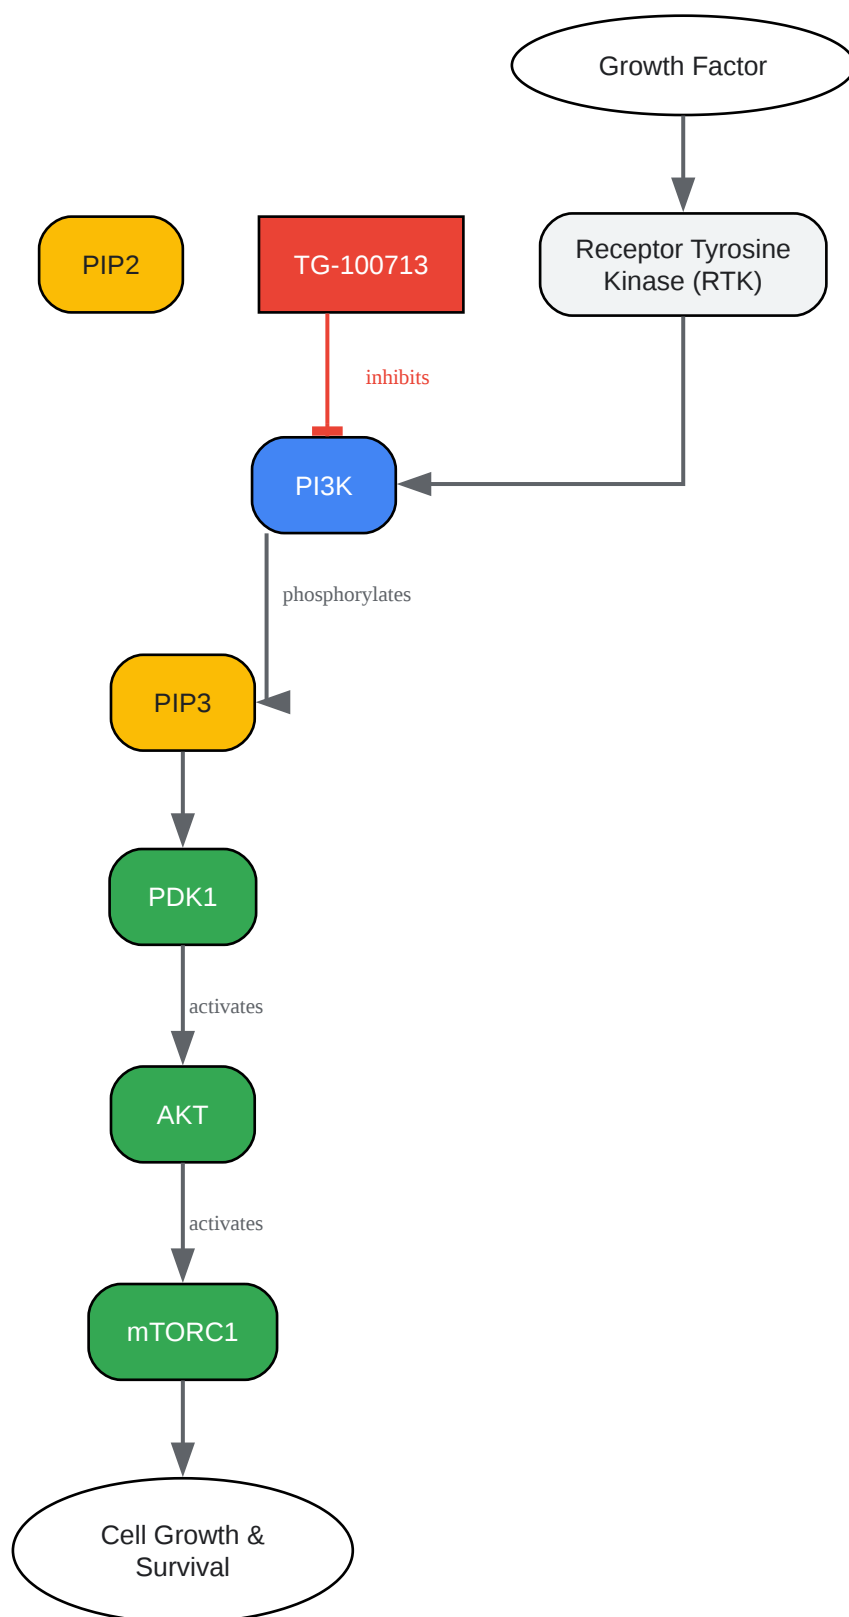 Growth Factor
PIP2
TG-100713
Receptor Tyrosine
Kinase (RTK)
inhibits
PI3K
phosphorylates
PIP3
PDK1
activates
AKT
activates
mTORC1
Cell Growth &
Survival